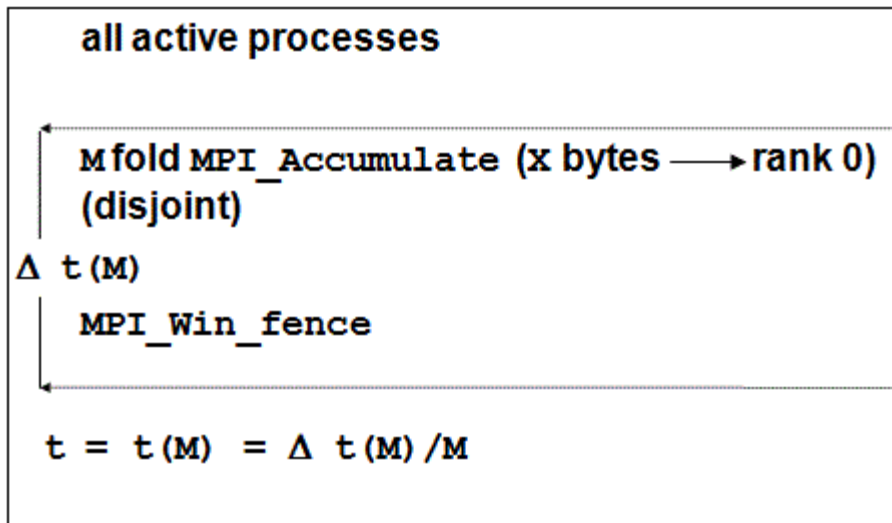 all active processes
M fold MPI_Accumulate (x bytes ⟶ rank 0)
(disjoint)
Δ t(M)
MPI_Win_fence
t = t(M) = Δ t(M)/M